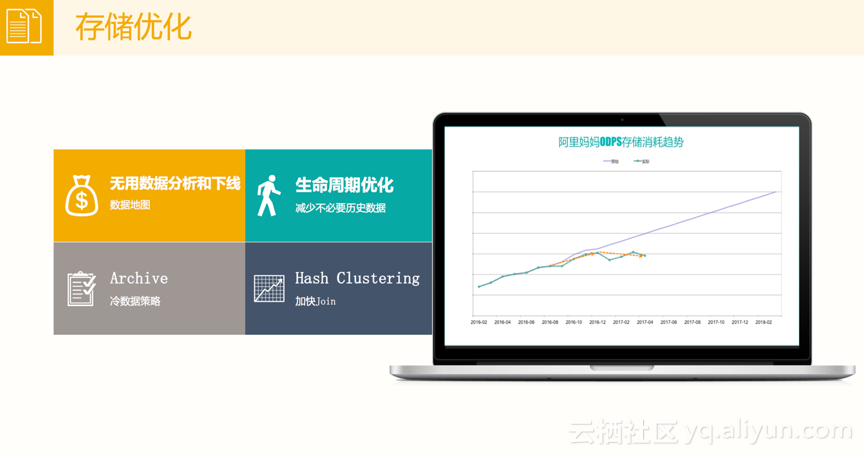 存储优化
无用数据分析和下线
数据地图
生命周期优化
减少不必要历史数据
Archive
冷数据策略
Hash Clustering
加快Join
阿里妈妈ODPS存储消耗趋势
实际
2016-02 2016-04 2016-06 2016-08 2016-10 2016-12 2017-02 2017-04 2017-06 2017-08 2017-10 2017-12 2018-02
云栖社区 yq.aliyun.com